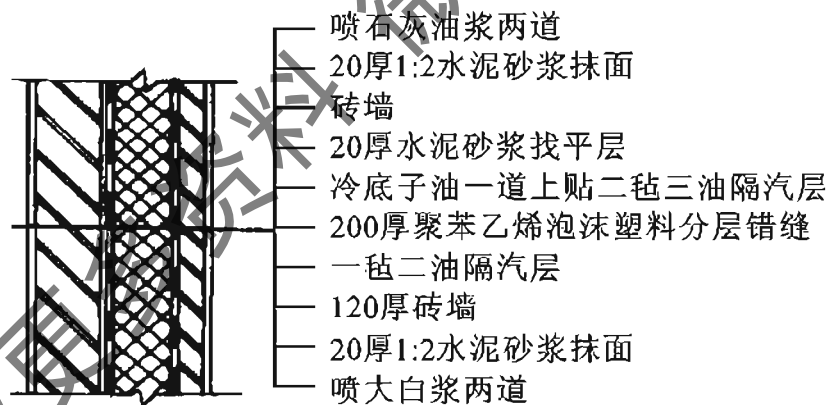 喷石灰油浆两道
20厚1:2水泥砂浆抹面
砖墙
20厚水泥砂浆找平层
冷底子油一道上贴二毡三油隔汽层
200厚聚苯乙烯泡沫塑料分层错缝
一毡二油隔汽层
120厚砖墙
20厚1:2水泥砂浆抹面
喷大白浆两道
更多资料